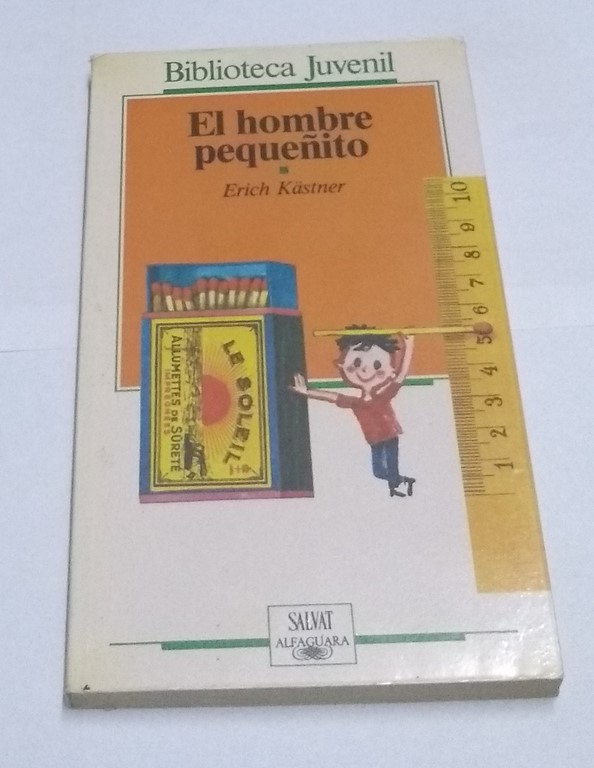 Biblioteca Juvenil
El hombre
pequeñito
Erich Kästner
10
9
8
7
6
5
4
3
2
1
LE SOLEIL
ALLUMETTES DE SÛRETÉ
IMPREGNEES
SALVAT
ALFAGUARA